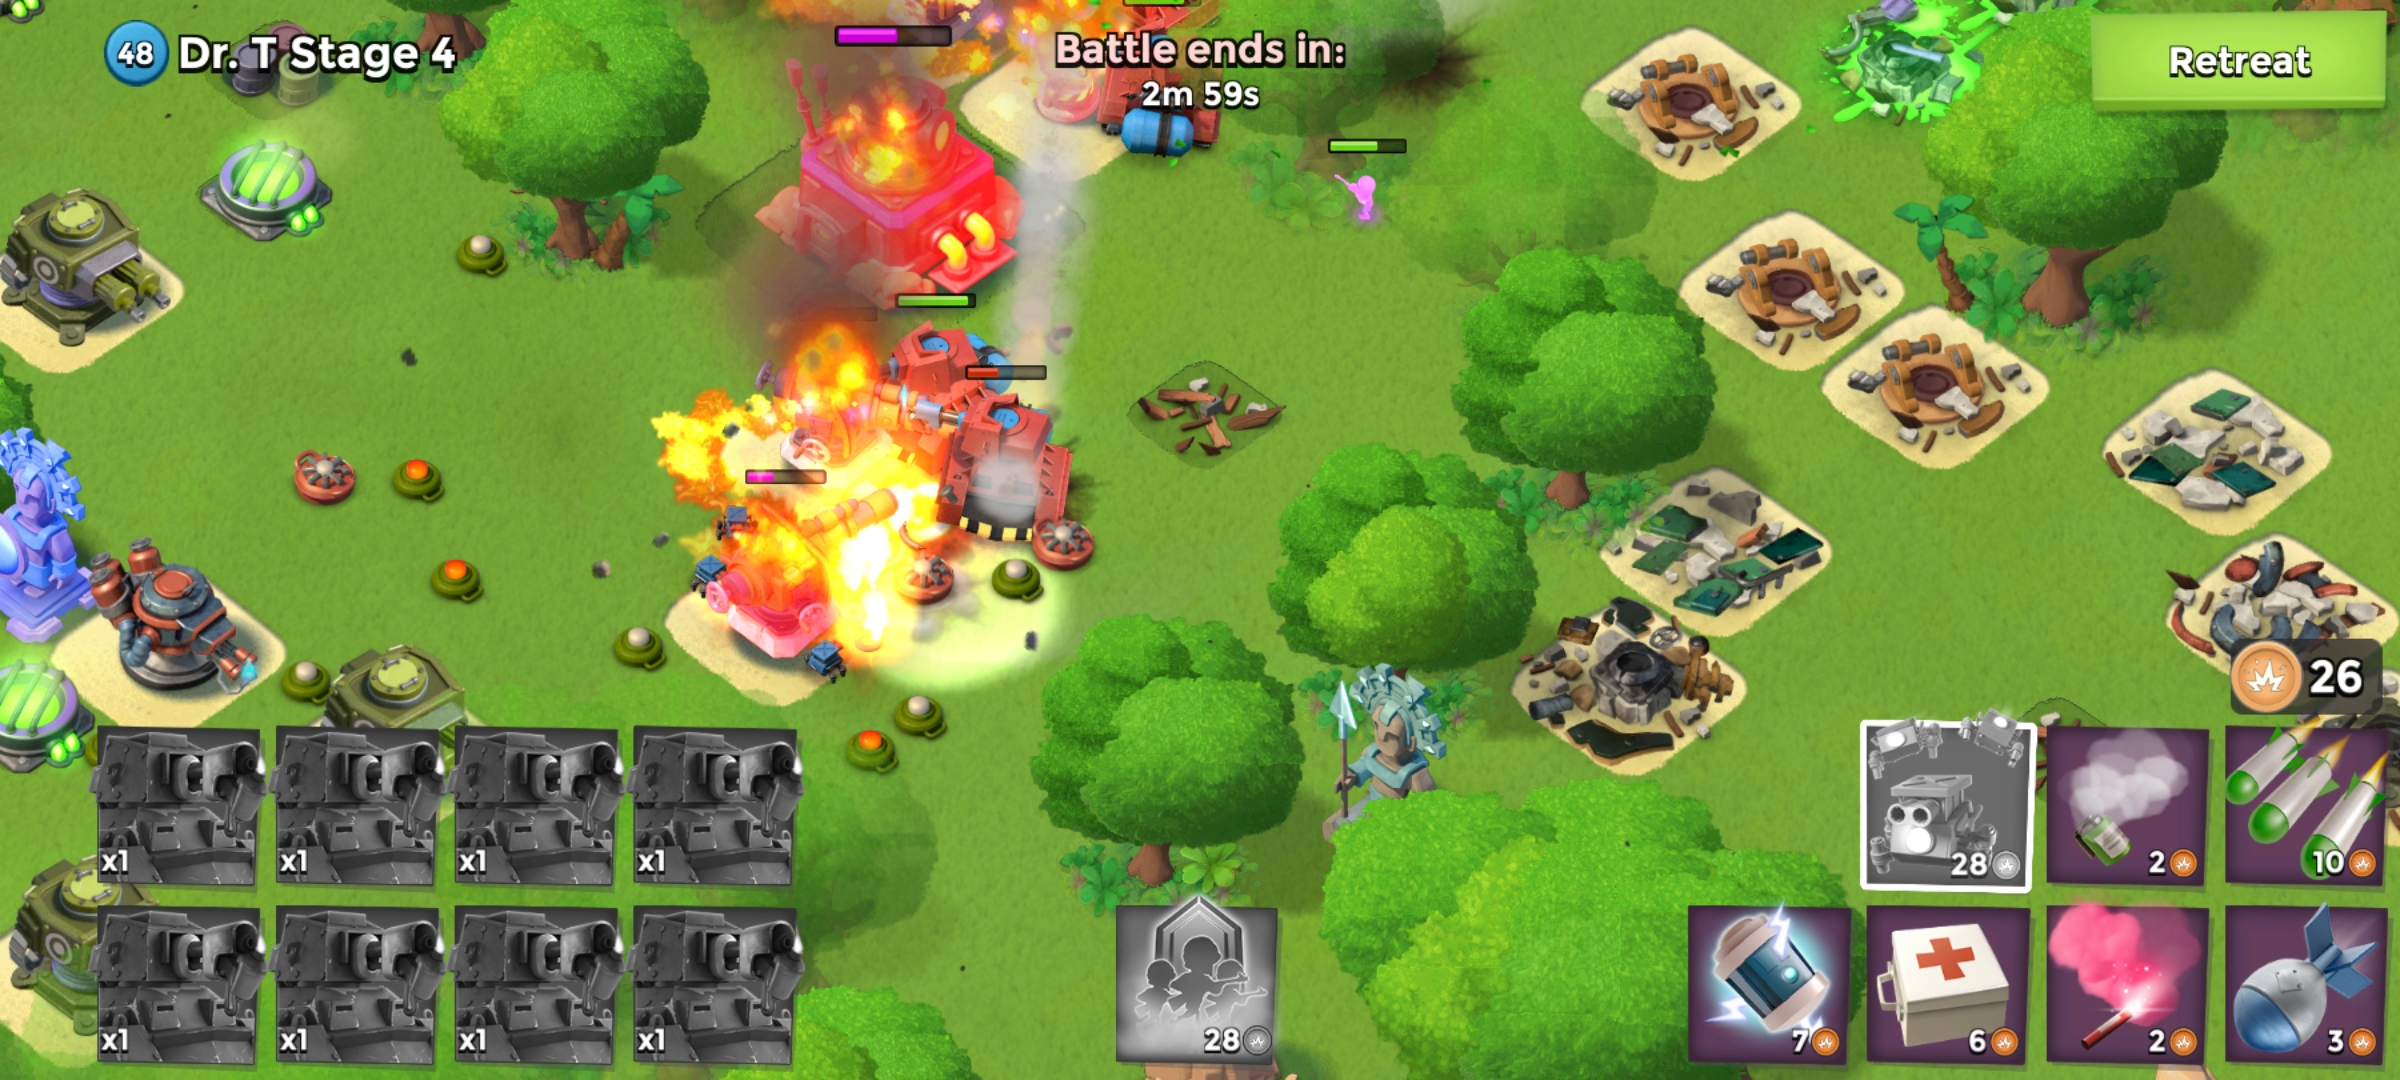 48 Dr. T Stage 4
Battle ends in:
2m 59s
Retreat
26
x1 x1 x1 x1
28 2 10
x1 x1 x1 x1
28
7 6 2 3